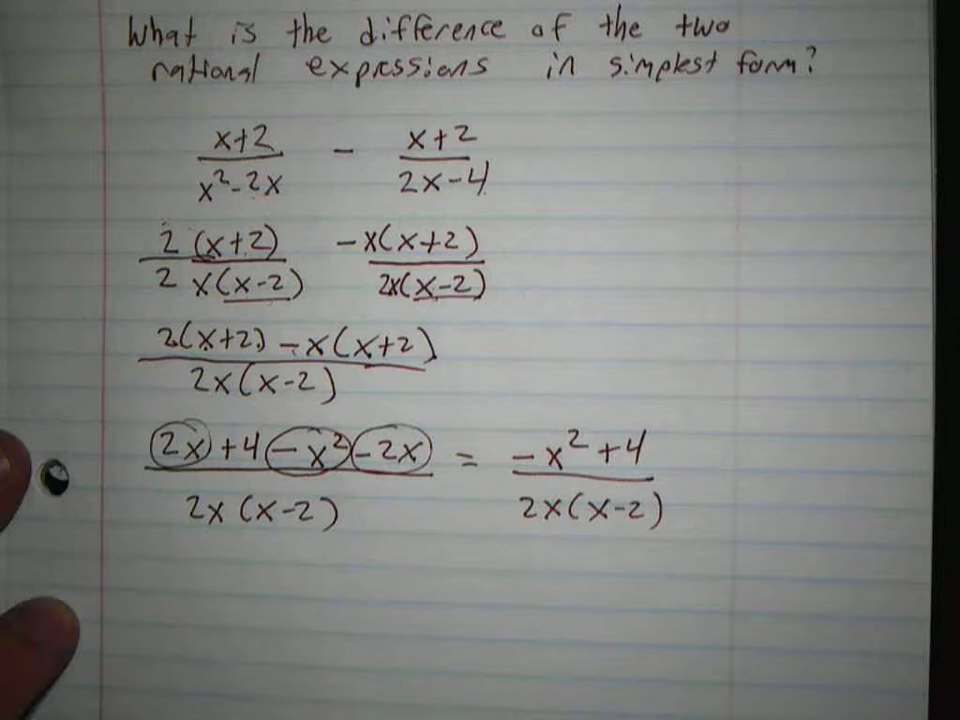 What is the difference of the two
rational expressions in simplest form?
x+2 / x²-2x - x+2 / 2x-4
2 (x+2) / 2 x(x-2) -x(x+2) / 2x(x-2)
2(x+2) -x(x+2) / 2x(x-2)
2x +4 -x² -2x / 2x(x-2) = -x²+4 / 2x(x-2)